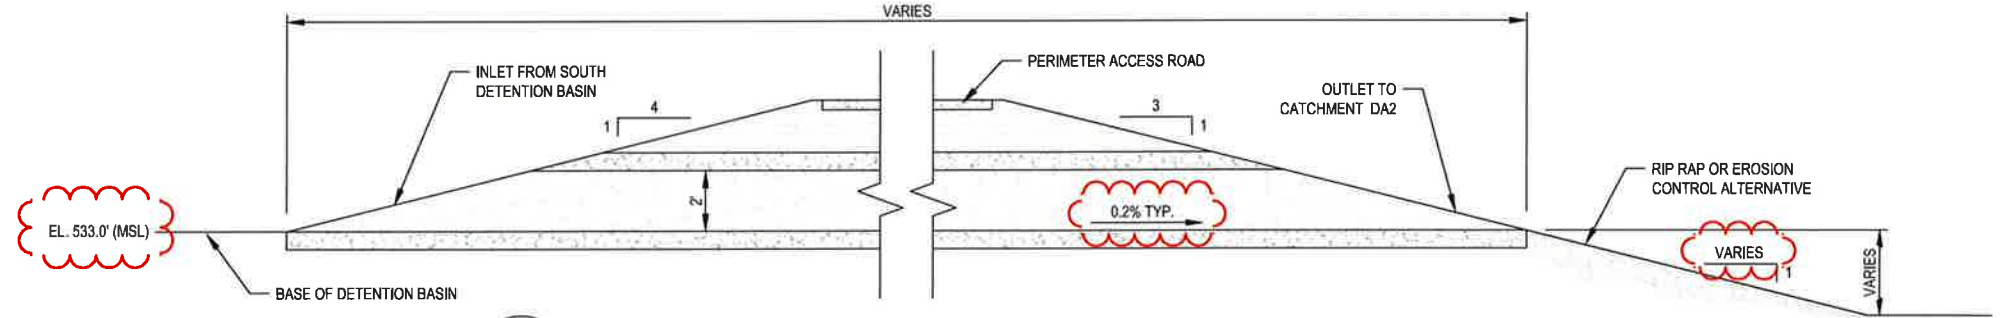 VARIES
INLET FROM SOUTH
DETENTION BASIN
PERIMETER ACCESS ROAD
OUTLET TO
CATCHMENT DA2
4
1
3
1
RIP RAP OR EROSION
CONTROL ALTERNATIVE
2'
0.2% TYP.
EL. 533.0' (MSL)
VARIES
1
VARIES
BASE OF DETENTION BASIN